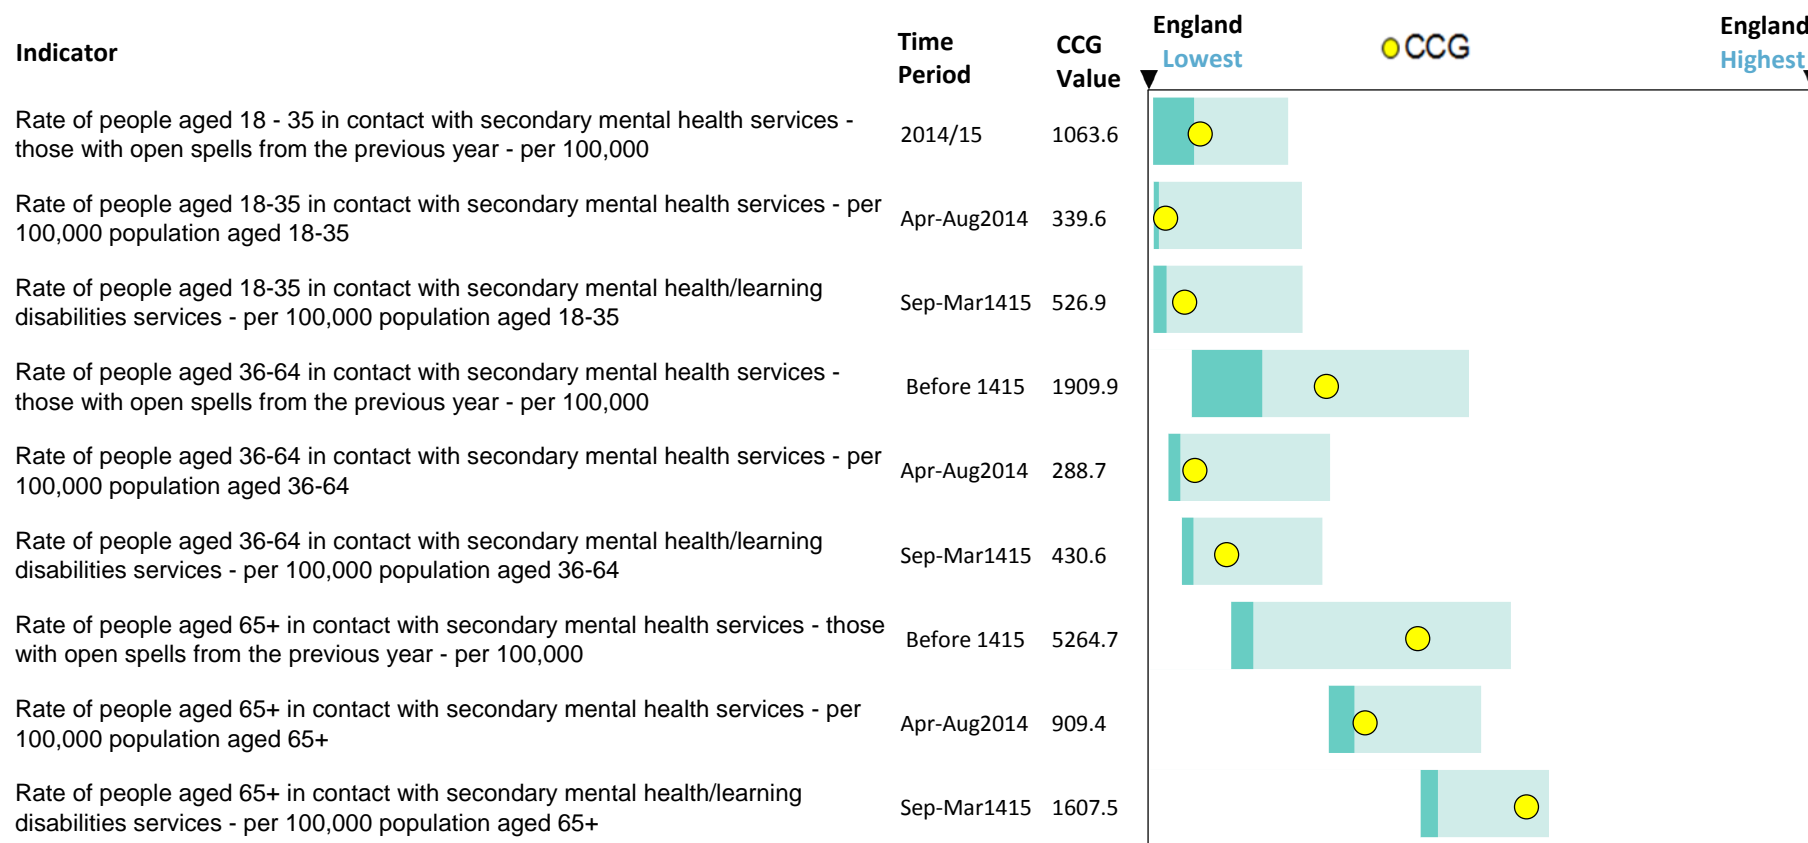 Indicator
Time
Period
CCG
Value
England
Lowest
CCG
England
Highest
Rate of people aged 18 - 35 in contact with secondary mental health services -
those with open spells from the previous year - per 100,000
2014/15
1063.6
Rate of people aged 18-35 in contact with secondary mental health services - per
100,000 population aged 18-35
Apr-Aug2014
339.6
Rate of people aged 18-35 in contact with secondary mental health/learning
disabilities services - per 100,000 population aged 18-35
Sep-Mar1415
526.9
Rate of people aged 36-64 in contact with secondary mental health services -
those with open spells from the previous year - per 100,000
Before 1415
1909.9
Rate of people aged 36-64 in contact with secondary mental health services - per
100,000 population aged 36-64
Apr-Aug2014
288.7
Rate of people aged 36-64 in contact with secondary mental health/learning
disabilities services - per 100,000 population aged 36-64
Sep-Mar1415
430.6
Rate of people aged 65+ in contact with secondary mental health services - those
with open spells from the previous year - per 100,000
Before 1415
5264.7
Rate of people aged 65+ in contact with secondary mental health services - per
100,000 population aged 65+
Apr-Aug2014
909.4
Rate of people aged 65+ in contact with secondary mental health/learning
disabilities services - per 100,000 population aged 65+
Sep-Mar1415
1607.5